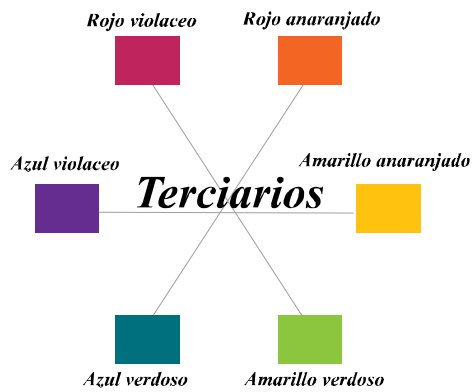 Rojo violaceo
Rojo anaranjado
Azul violaceo
Amarillo anaranjado
Terciarios
Azul verdoso
Amarillo verdoso